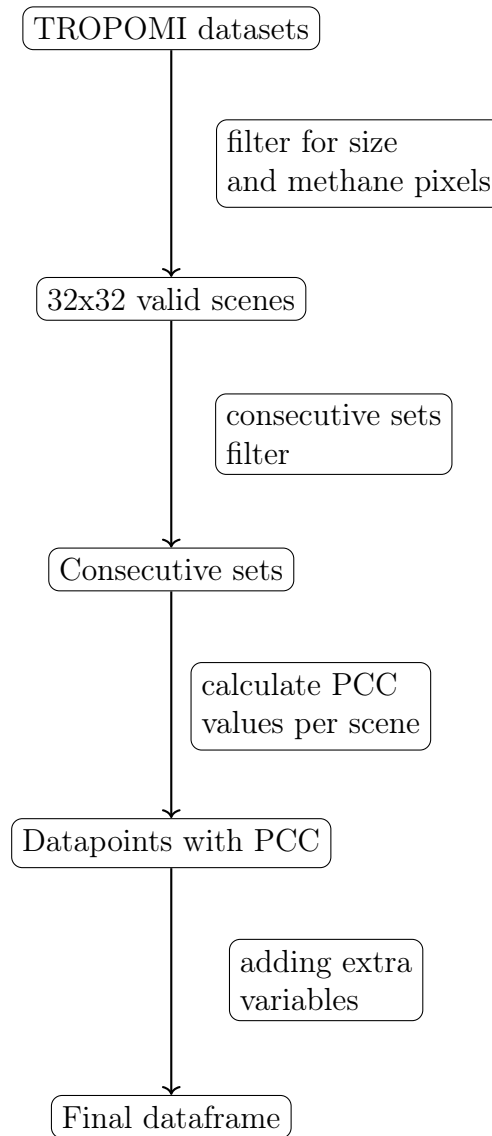 TROPOMI datasets
filter for size
and methane pixels
32x32 valid scenes
consecutive sets
filter
Consecutive sets
calculate PCC
values per scene
Datapoints with PCC
adding extra
variables
Final dataframe